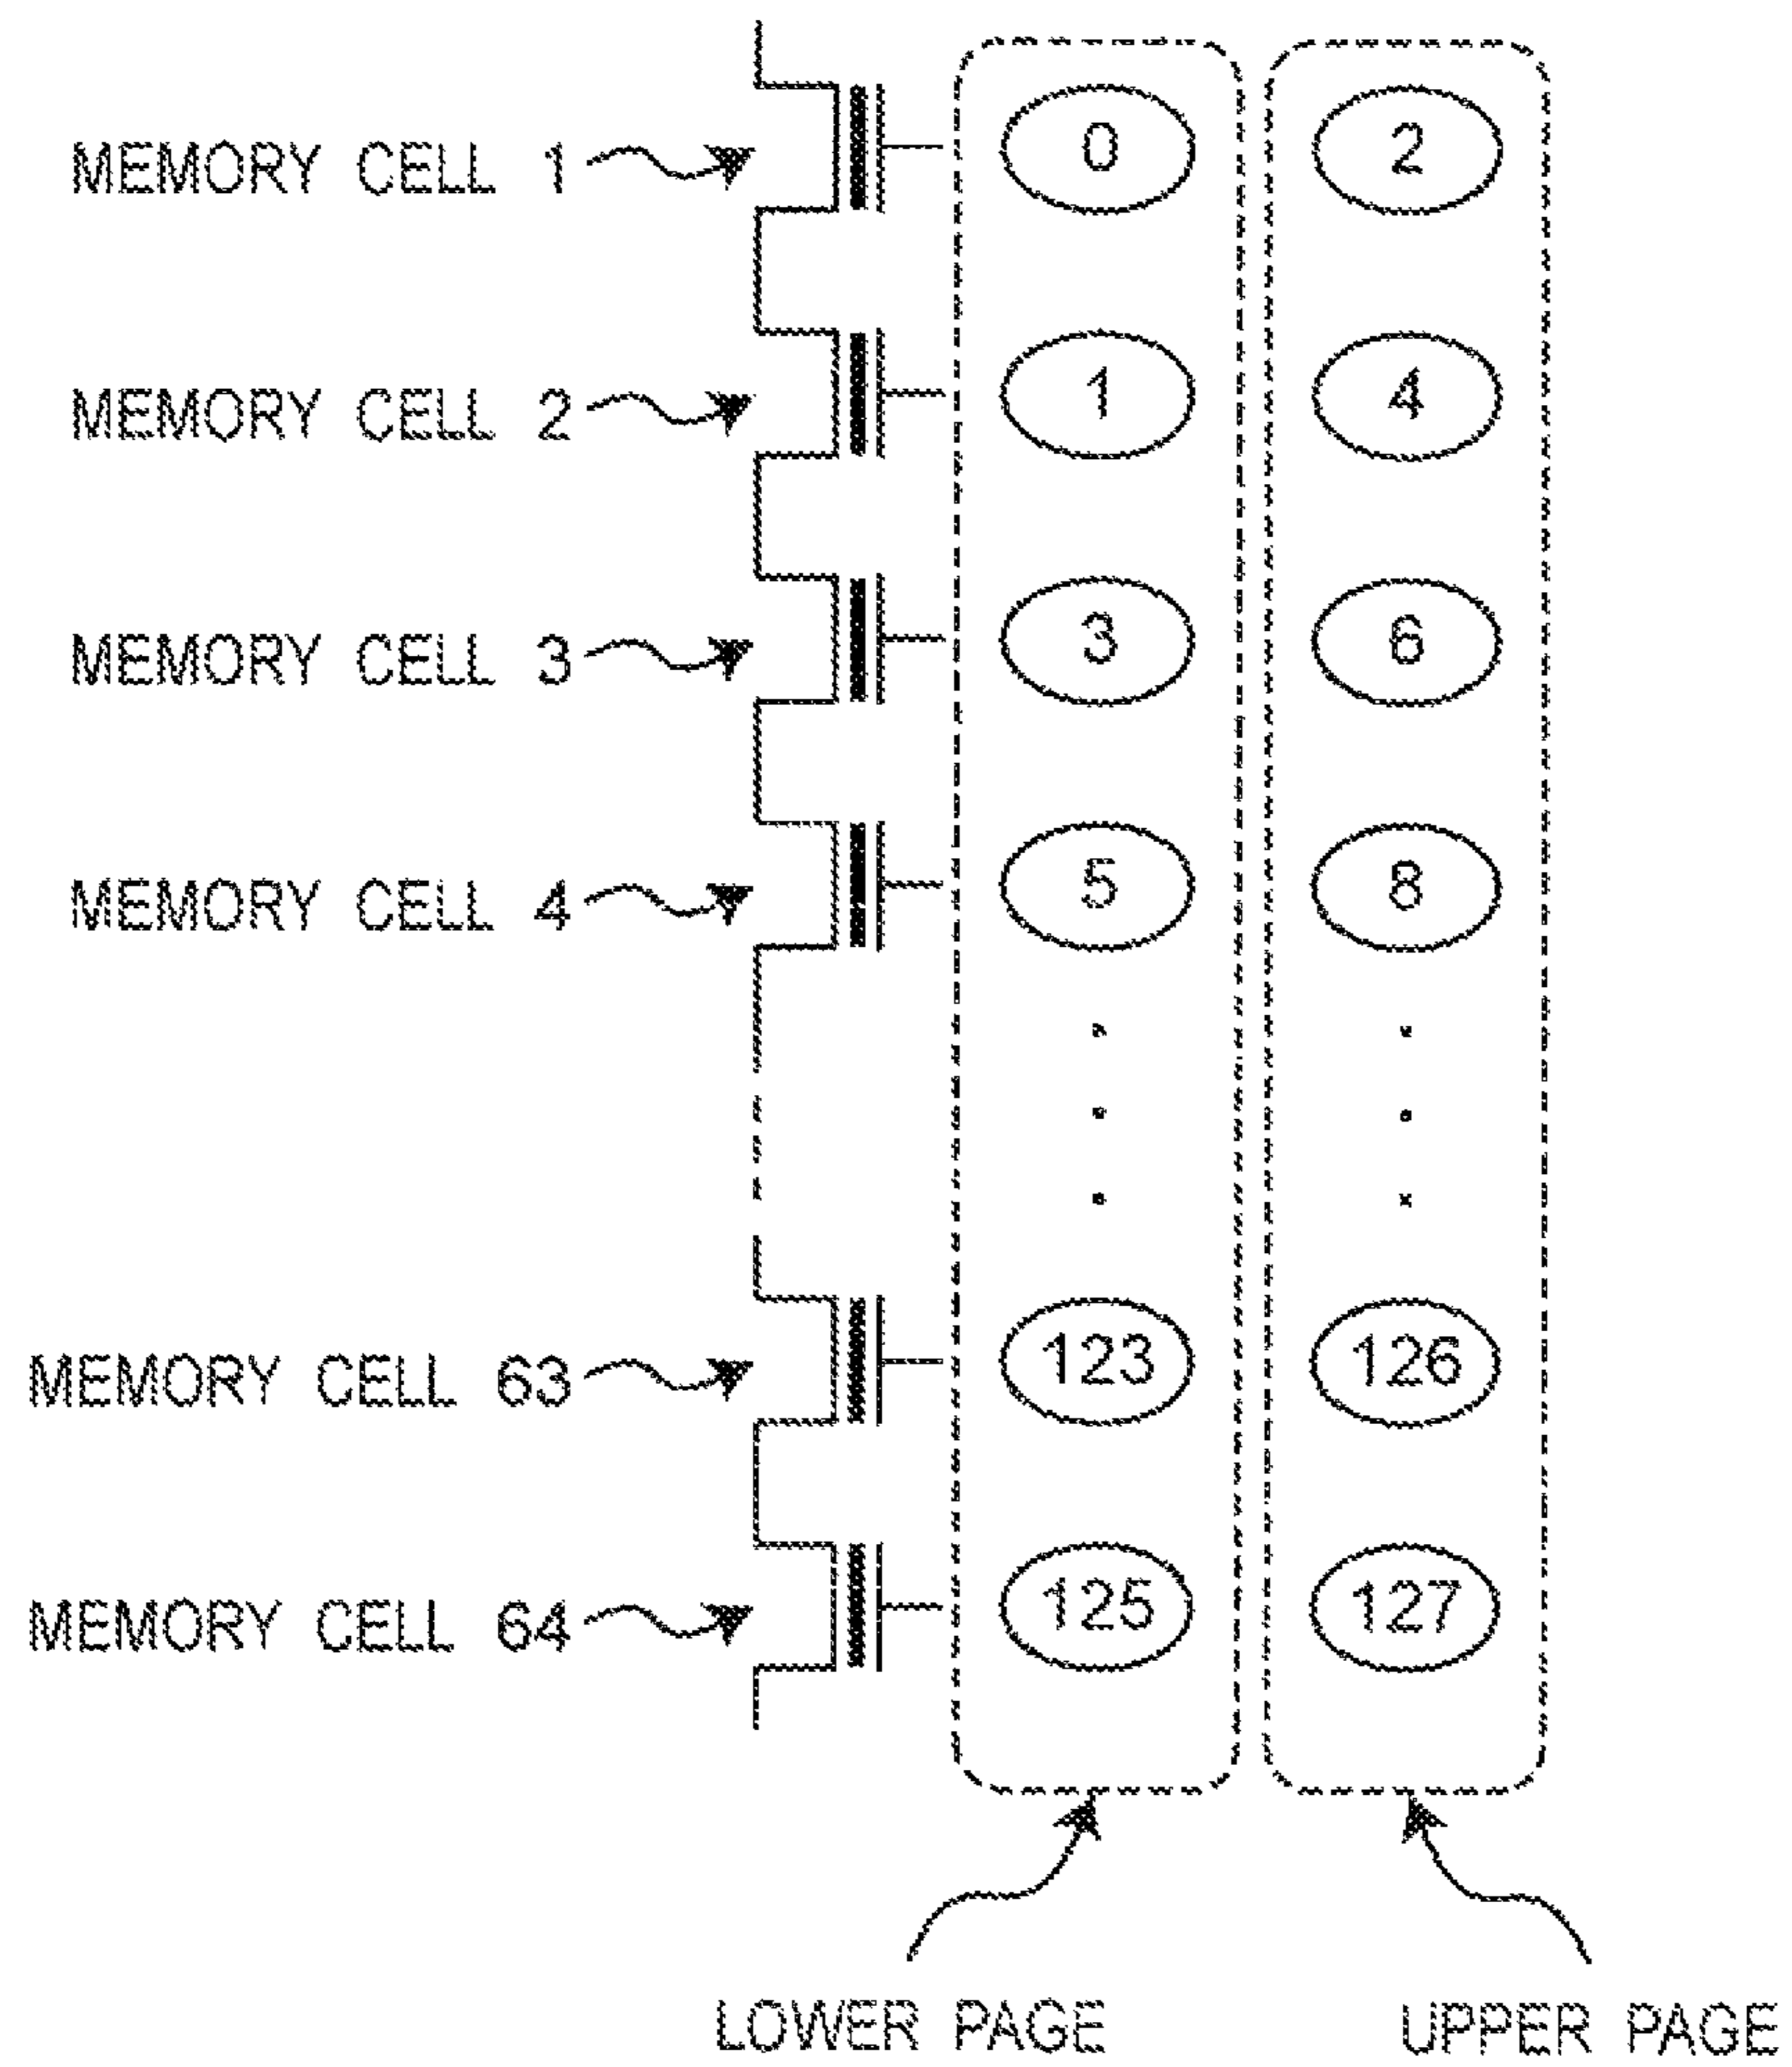 MEMORY CELL 1 0 2
MEMORY CELL 2 1 4
MEMORY CELL 3 3 6
MEMORY CELL 4 5 8
MEMORY CELL 63 123 126
MEMORY CELL 64 125 127
LOWER PAGE UPPER PAGE